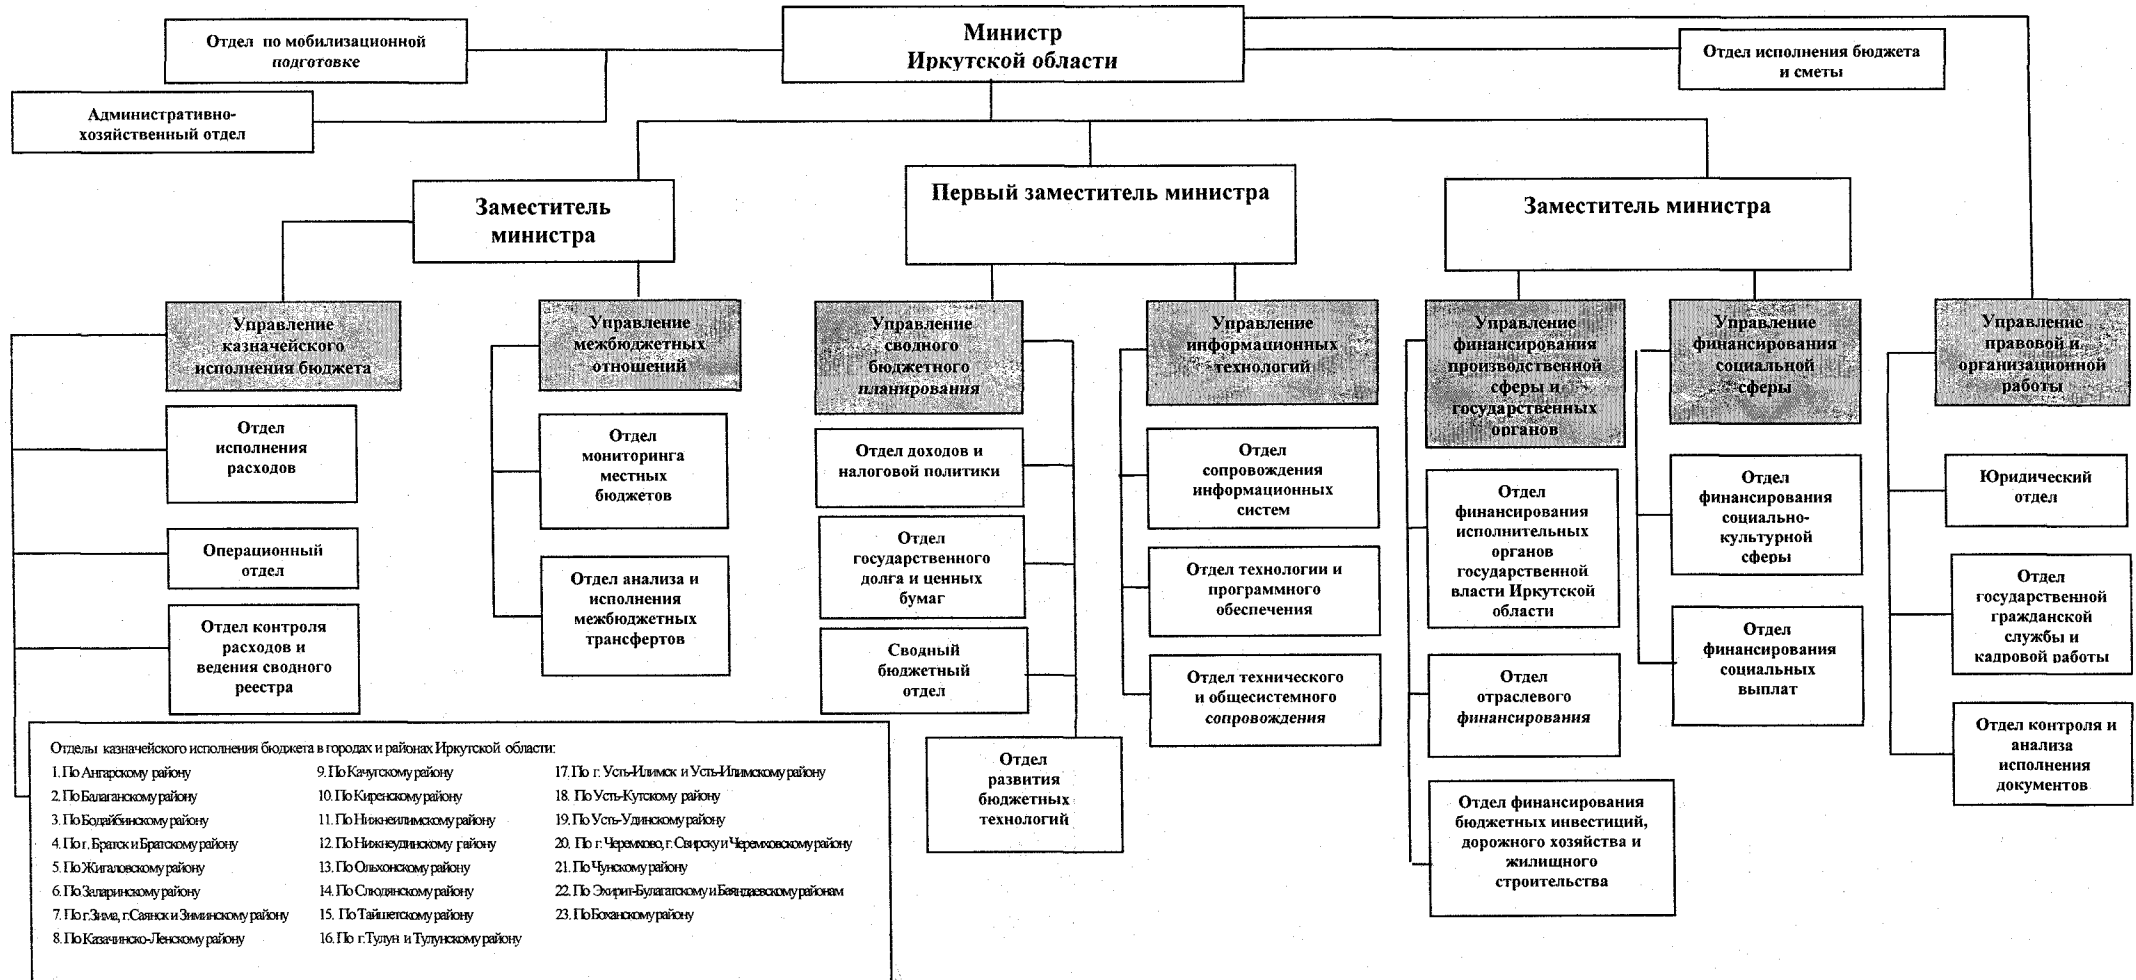 Министр
Иркутской области
Отдел по мобилизационной
подготовке
Отдел исполнения бюджета
и сметы
Административно-
хозяйственный отдел
Заместитель
министра
Первый заместитель министра
Заместитель министра
Управление
казначейского
исполнения бюджета
Управление
межбюджетных
отношений
Управление
сводного
бюджетного
планирования
Управление
информационных
технологий
Управление
финансирования
производственной
сферы и
государственных
органов
Управление
финансирования
социальной
сферы
Управление
правовой и
организационной
работы
Отдел
исполнения
расходов
Операционный
отдел
Отдел контроля
расходов и
ведения сводного
реестра
Отдел
мониторинга
местных
бюджетов
Отдел анализа и
исполнения
межбюджетных
трансфертов
Отдел доходов и
налоговой политики
Отдел
государственного
долга и ценных
бумаг
Сводный
бюджетный
отдел
Отдел
развития
бюджетных
технологий
Отдел
сопровождения
информационных
систем
Отдел технологии и
программного
обеспечения
Отдел технического
и общесистемного
сопровождения
Отдел
финансирования
исполнительных
органов
государственной
власти Иркутской
области
Отдел
отраслевого
финансирования
Отдел финансирования
бюджетных инвестиций,
дорожного хозяйства и
жилищного
строительства
Отдел
финансирования
социально-
культурной
сферы
Отдел
финансирования
социальных
выплат
Юридический
отдел
Отдел
государственной
гражданской
службы и
кадровой работы
Отдел контроля и
анализа
исполнения
документов
Отделы казначейского исполнения бюджета в городах и районах Иркутской области:
1. По Ангарскому району
2. По Балаганскому району
3. По Бодайбинскому району
4. По г. Братск и Братскому району
5. По Жигаловскому району
6. По Заларинскому району
7. По г.Зима, г.Саянск и Зиминскому району
8. По Казачинско-Ленскому району
9. По Качугскому району
10. По Киренскому району
11. По Нижнеилимскому району
12. По Нижнеудинскому району
13. По Ольхонскому району
14. По Слюдянскому району
15. По Тайшетскому району
16. По г.Тулун и Тулунскому району
17. По г. Усть-Илимск и Усть-Илимскому району
18. По Усть-Кутскому району
19. По Усть-Удинскому району
20. По г.Черемхово, г.Свирску и Черемховскому району
21. По Чунскому району
22. По Эхирит-Булагатскому и Баяндаевскому районам
23. По Боханскому району